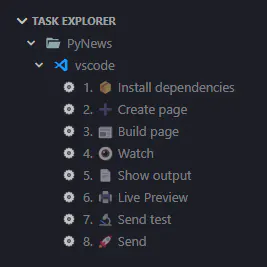 TASK EXPLORER
PyNews
vscode
1. 📦 Install dependencies
2. ➕ Create page
3. 📰 Build page
4. 👁 Watch
5. 📄 Show output
6. 🖨 Live Preview
7. 🔬 Send test
8. 🚀 Send